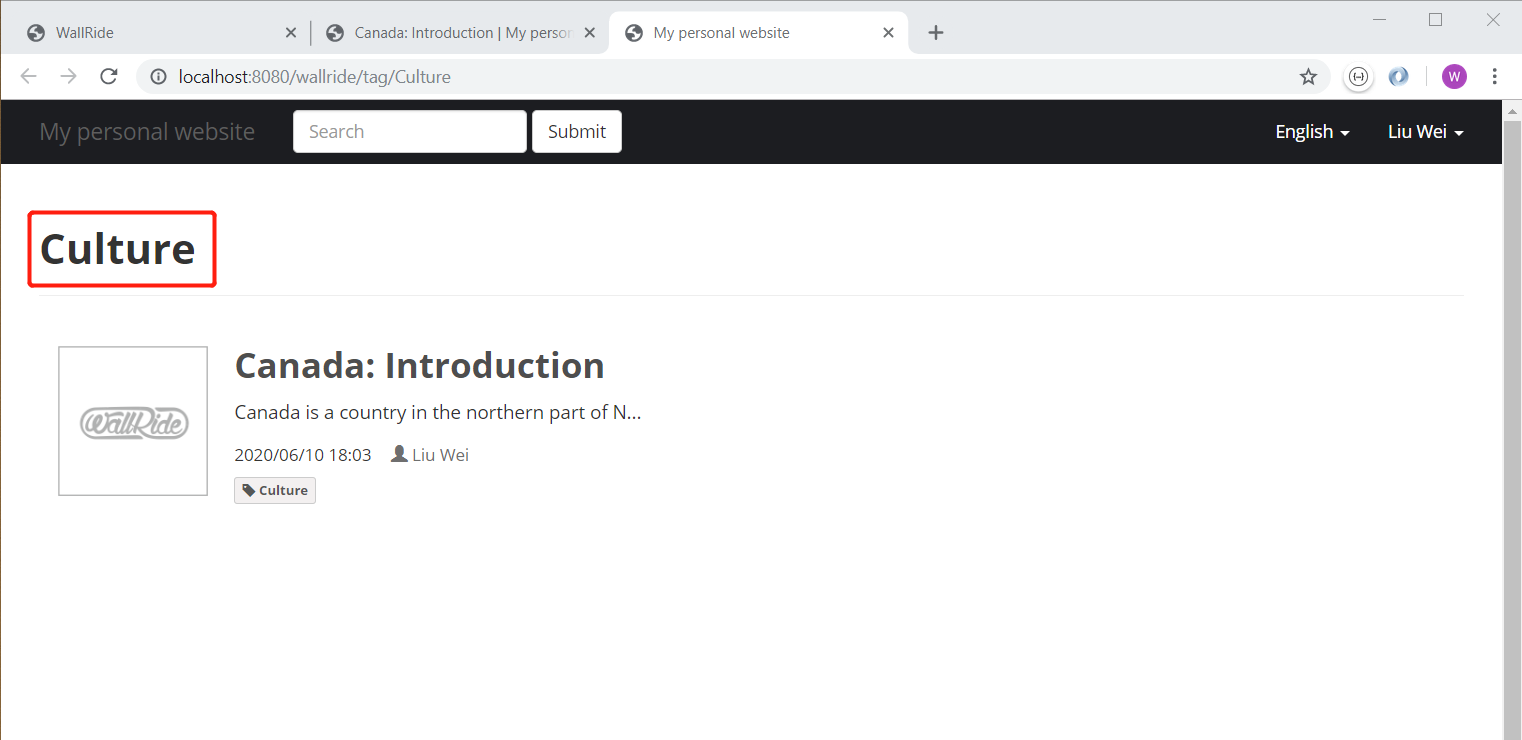 WallRide
Canada: Introduction | My person
My personal website
localhost:8080/wallride/tag/Culture
W
My personal website
Search
Submit
English
Liu Wei
Culture
WallRide
Canada: Introduction
Canada is a country in the northern part of N...
2020/06/10 18:03 Liu Wei
Culture